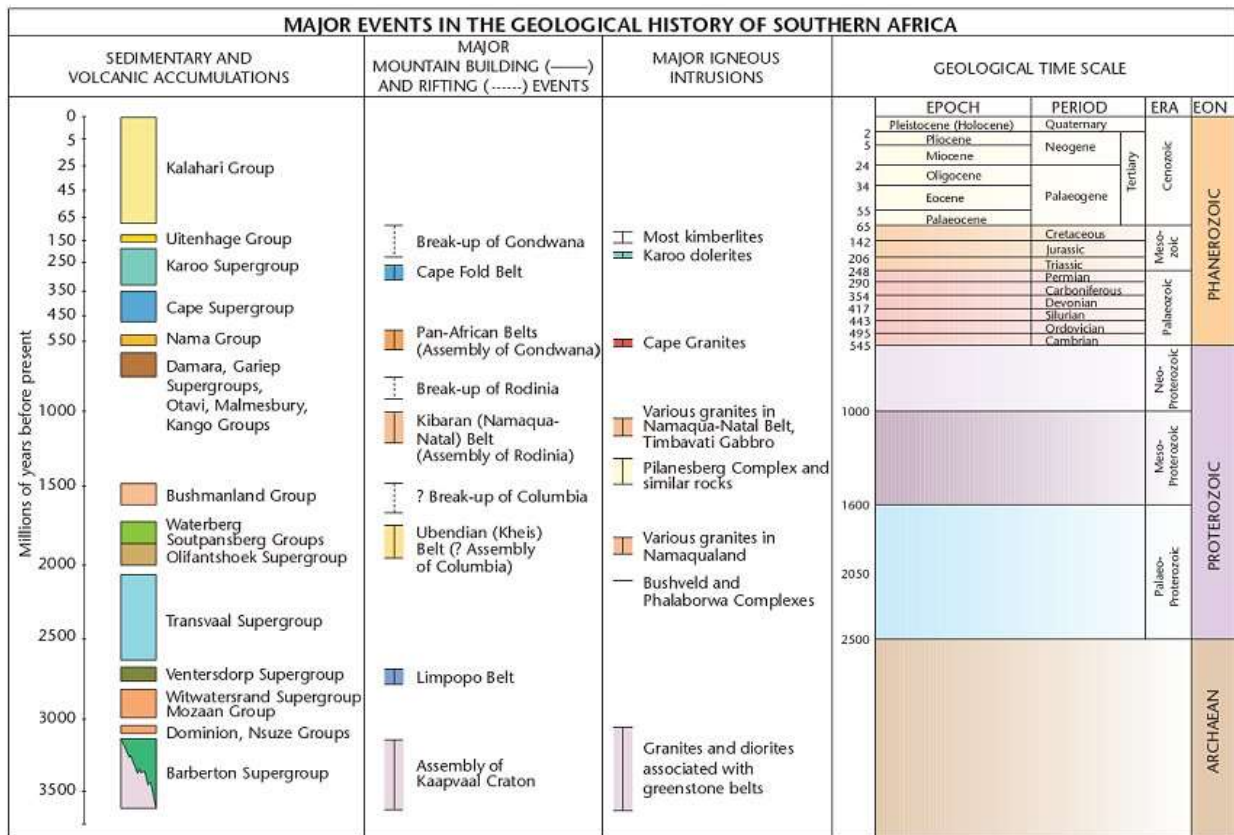 MAJOR EVENTS IN THE GEOLOGICAL HISTORY OF SOUTHERN AFRICA
SEDIMENTARY AND
VOLCANIC ACCUMULATIONS
MAJOR
MOUNTAIN BUILDING (——)
AND RIFTING (------) EVENTS
MAJOR IGNEOUS
INTRUSIONS
GEOLOGICAL TIME SCALE
Millions of years before present
0
5
25
45
65
150
250
350
450
550
1000
1500
2000
2500
3000
3500
Kalahari Group
Uitenhage Group
Karoo Supergroup
Cape Supergroup
Nama Group
Damara, Gariep
Supergroups,
Otavi, Malmesbury,
Kango Groups
Bushmanland Group
Waterberg
Soutpansberg Groups
Olifantshoek Supergroup
Transvaal Supergroup
Ventersdorp Supergroup
Witwatersrand Supergroup
Mozaan Group
Dominion, Nsuze Groups
Barberton Supergroup
Break-up of Gondwana
Cape Fold Belt
Pan-African Belts
(Assembly of Gondwana)
Break-up of Rodinia
Kibaran (Namaqua-
Natal) Belt
(Assembly of Rodinia)
? Break-up of Columbia
Ubendian (Kheis)
Belt (? Assembly
of Columbia)
Limpopo Belt
Assembly of
Kaapvaal Craton
Most kimberlites
Karoo dolerites
Cape Granites
Various granites in
Namaqua-Natal Belt,
Timbavati Gabbro
Pilanesberg Complex and
similar rocks
Various granites in
Namaqualand
Bushveld and
Phalaborwa Complexes
Granites and diorites
associated with
greenstone belts
EPOCH
PERIOD
ERA
EON
2
5
24
34
55
65
142
206
248
290
354
417
443
495
545
1000
1600
2050
2500
Pleistocene (Holocene)
Pliocene
Miocene
Oligocene
Eocene
Palaeocene
Quaternary
Neogene
Palaeogene
Tertiary
Cretaceous
Jurassic
Triassic
Permian
Carboniferous
Devonian
Silurian
Ordovician
Cambrian
Cenozoic
Meso-
zoic
Palaeozoic
Neo-
Proterozoic
Meso-
Proterozoic
Palaeo-
Proterozoic
PHANEROZOIC
PROTEROZOIC
ARCHAEAN